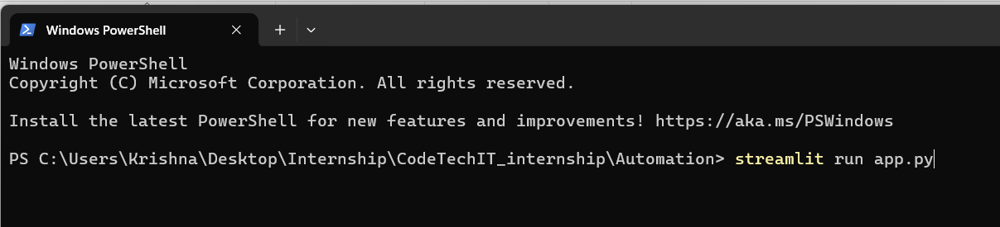 Windows PowerShell
Windows PowerShell
Copyright (C) Microsoft Corporation. All rights reserved.
Install the latest PowerShell for new features and improvements! https://aka.ms/PSWindows
PS C:\Users\Krishna\Desktop\Internship\CodeTechIT_internship\Automation> streamlit run app.py